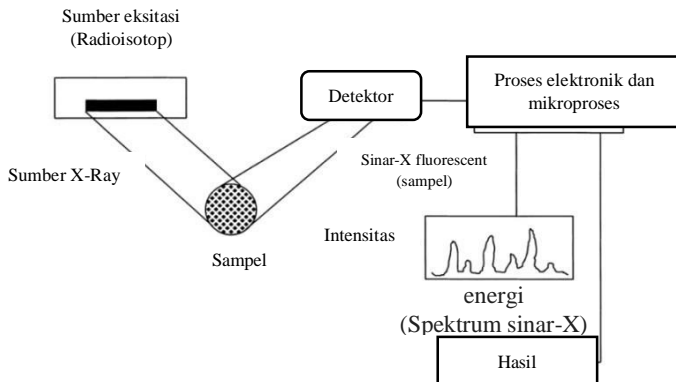 Sumber eksitasi
(Radioisotop)
Detektor
Proses elektronik dan
mikroproses
Sumber X-Ray
Sinar-X fluorescent
(sampel)
Sampel
Intensitas
energi
(Spektrum sinar-X)
Hasil